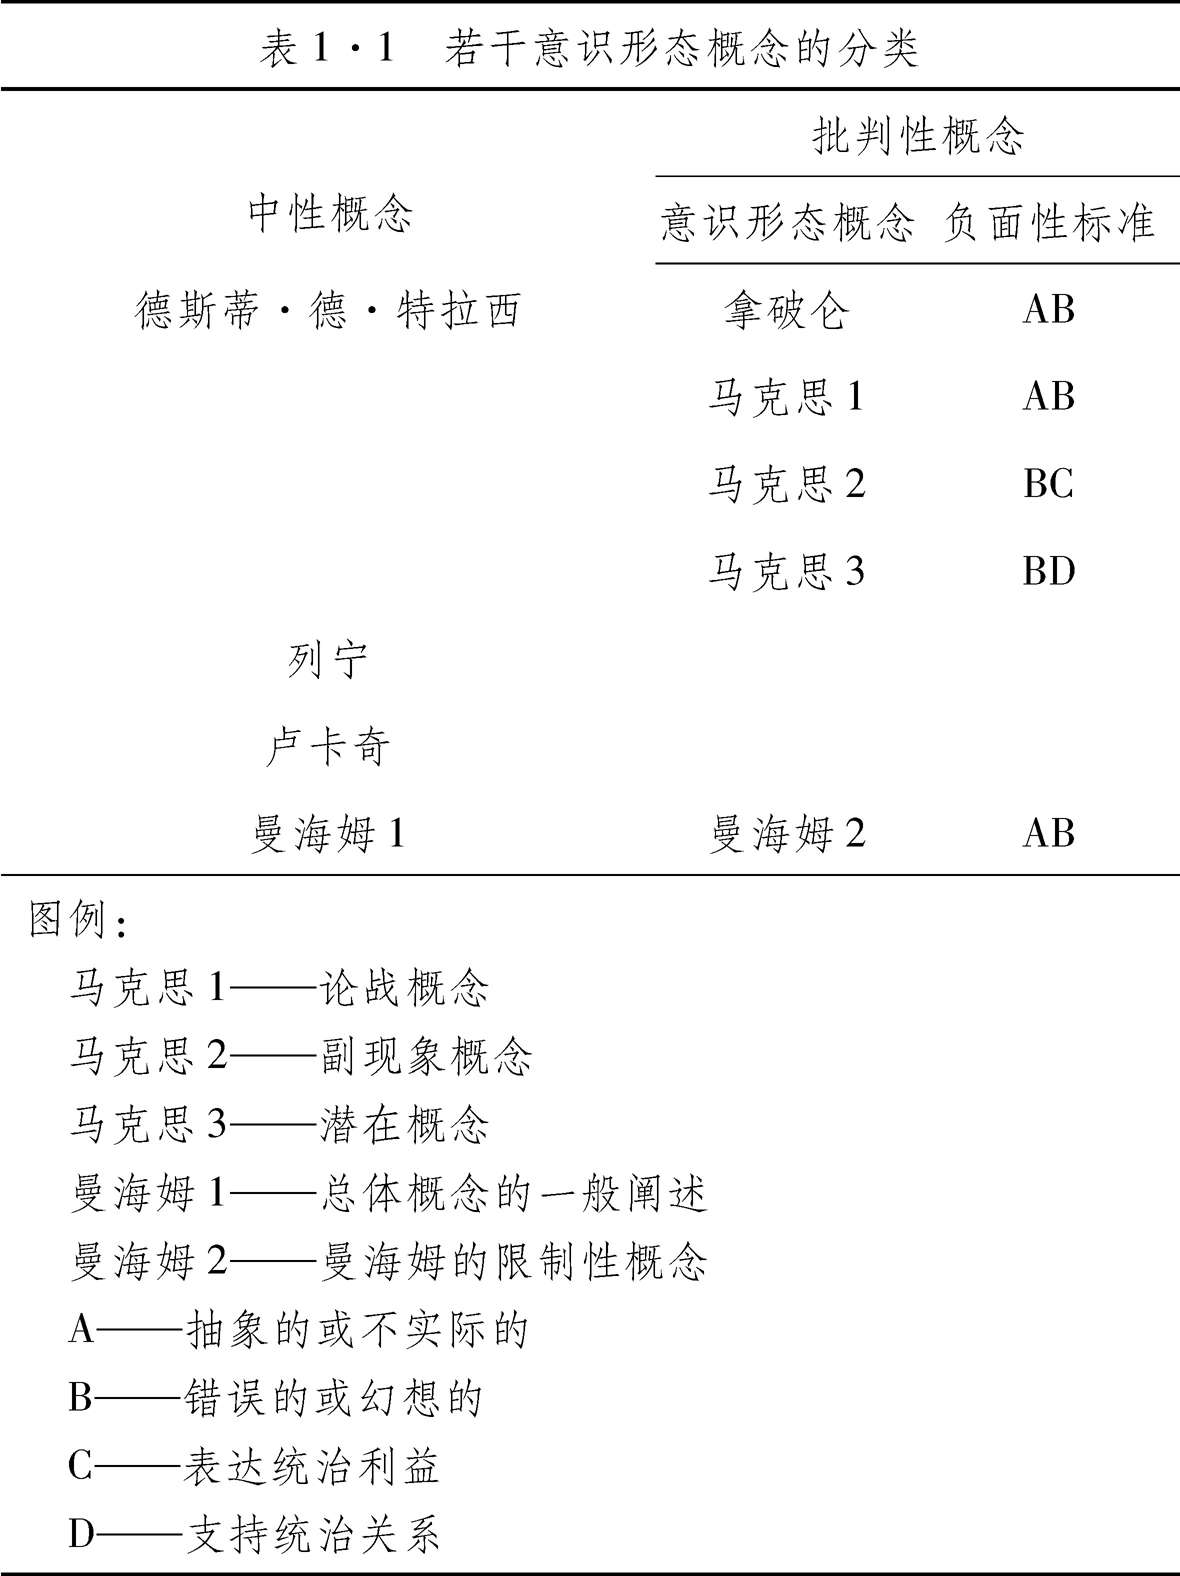 表1·1 若干意识形态概念的分类
批判性概念
中性概念
意识形态概念 负面性标准
德斯蒂·德·特拉西 拿破仑 AB
马克思1 AB
马克思2 BC
马克思3 BD
列宁
卢卡奇
曼海姆1 曼海姆2 AB
图例：
马克思1——论战概念
马克思2——副现象概念
马克思3——潜在概念
曼海姆1——总体概念的一般阐述
曼海姆2——曼海姆的限制性概念
A——抽象的或不实际的
B——错误的或幻想的
C——表达统治利益
D——支持统治关系